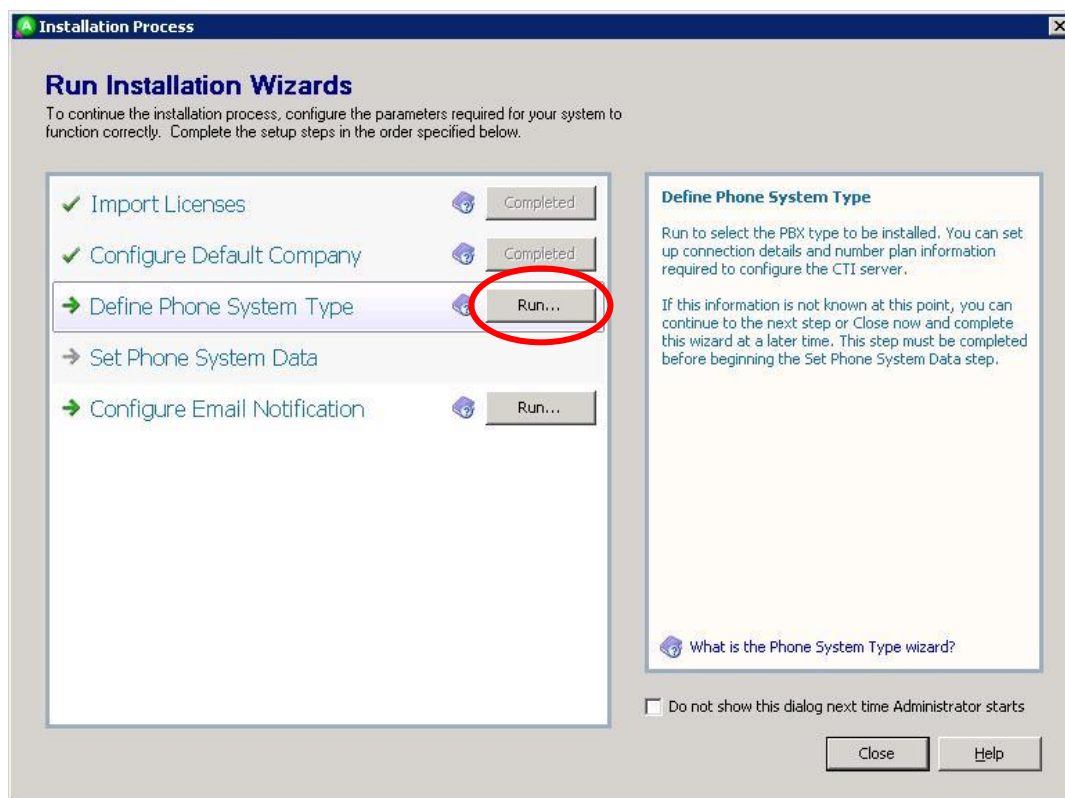 Installation Process
Run Installation Wizards
To continue the installation process, configure the parameters required for your system to
function correctly. Complete the setup steps in the order specified below.
Import Licenses
Completed
Configure Default Company
Completed
Define Phone System Type
Run...
Set Phone System Data
Configure Email Notification
Run...
Define Phone System Type
Run to select the PBX type to be installed. You can set
up connection details and number plan information
required to configure the CTI server.
If this information is not known at this point, you can
continue to the next step or Close now and complete
this wizard at a later time. This step must be completed
before beginning the Set Phone System Data step.
What is the Phone System Type wizard?
Do not show this dialog next time Administrator starts
Close
Help